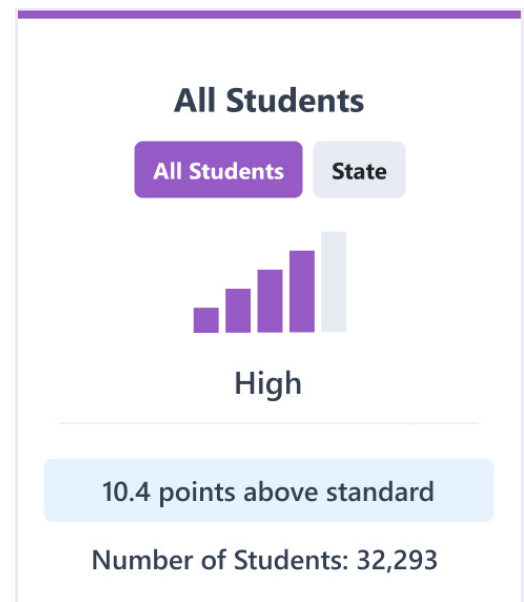 All Students
All Students State
High
10.4 points above standard
Number of Students: 32,293